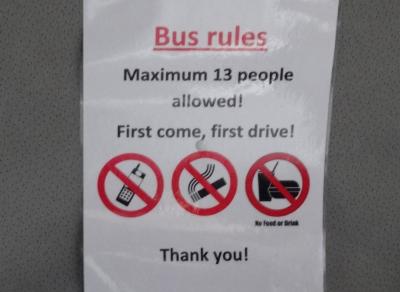 Bus rules
Maximum 13 people
allowed!
First come, first drive!
No Food or Drink
Thank you!